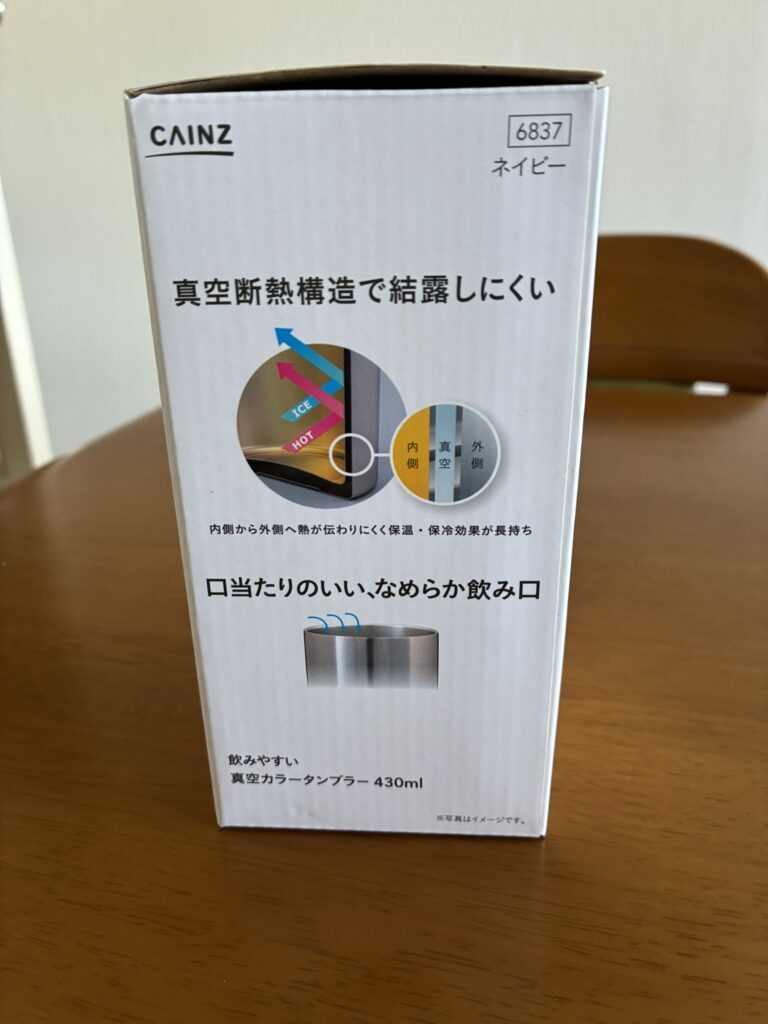 CAINZ
6837
ネイビー
真空断熱構造で結露しにくい
ICE
HOT
内側
真空
外側
内側から外側へ熱が伝わりにくく保温・保冷効果が長持ち
口当たりのいい、なめらか飲み口
飲みやすい
真空カラータンブラー 430ml
※写真はイメージです。